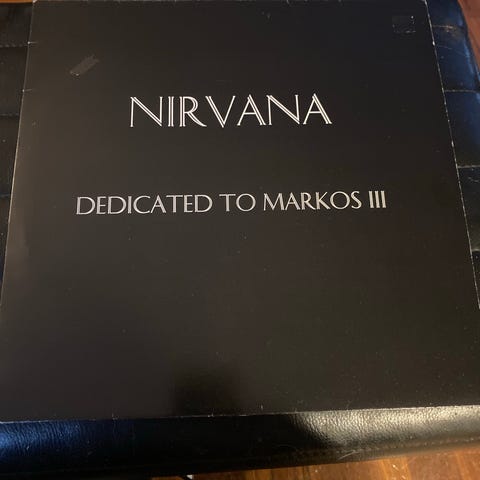 NIRVANA
DEDICATED TO MARKOS III